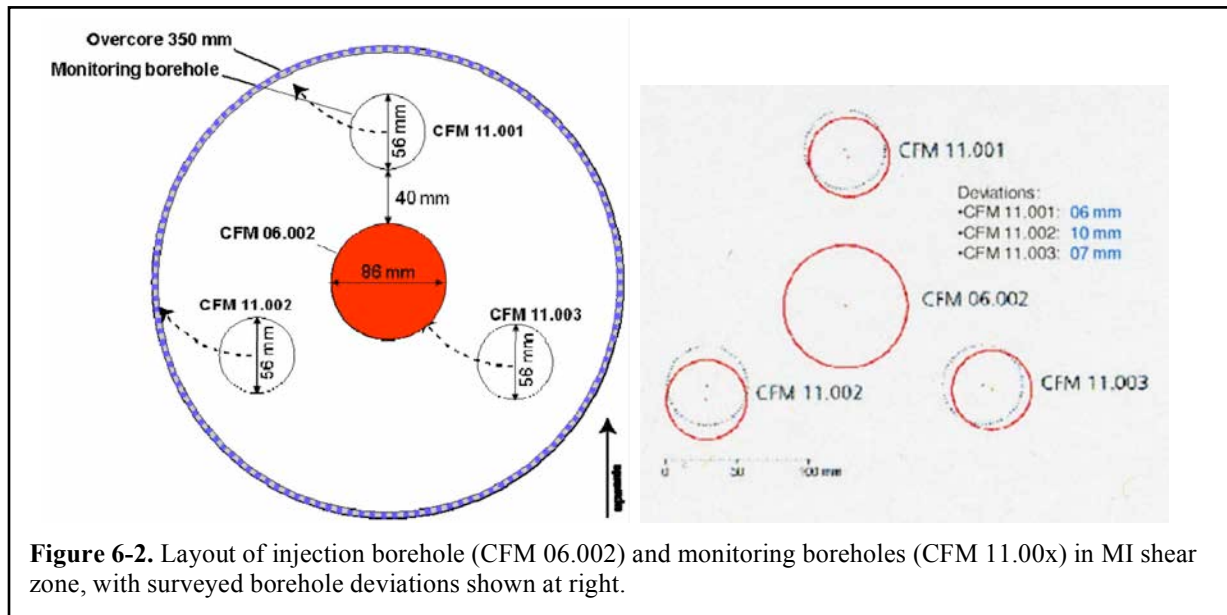 Overcore 350 mm
Monitoring borehole
CFM 11.001
56 mm
40 mm
CFM 06.002
86 mm
CFM 11.002
56 mm
CFM 11.003
56 mm
upwards
CFM 11.001
Deviations:
•CFM 11.001: 06 mm
•CFM 11.002: 10 mm
•CFM 11.003: 07 mm
CFM 06.002
CFM 11.002
CFM 11.003
0 50 100 mm
Figure 6-2. Layout of injection borehole (CFM 06.002) and monitoring boreholes (CFM 11.00x) in MI shear
zone, with surveyed borehole deviations shown at right.